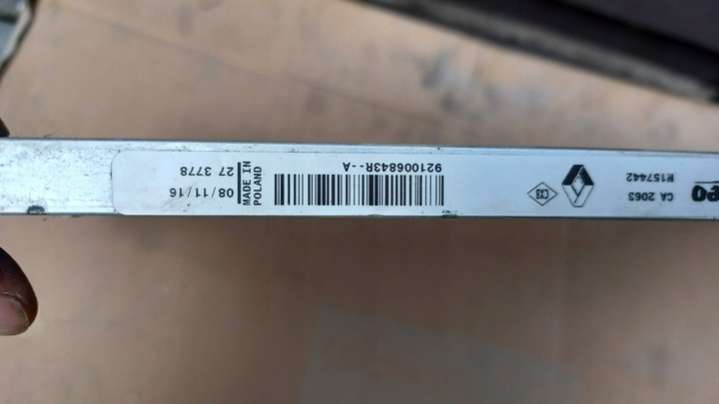 CA 2065
M157442
921006843R--A
MADE IN
POLAND
08/11/16
27 3778